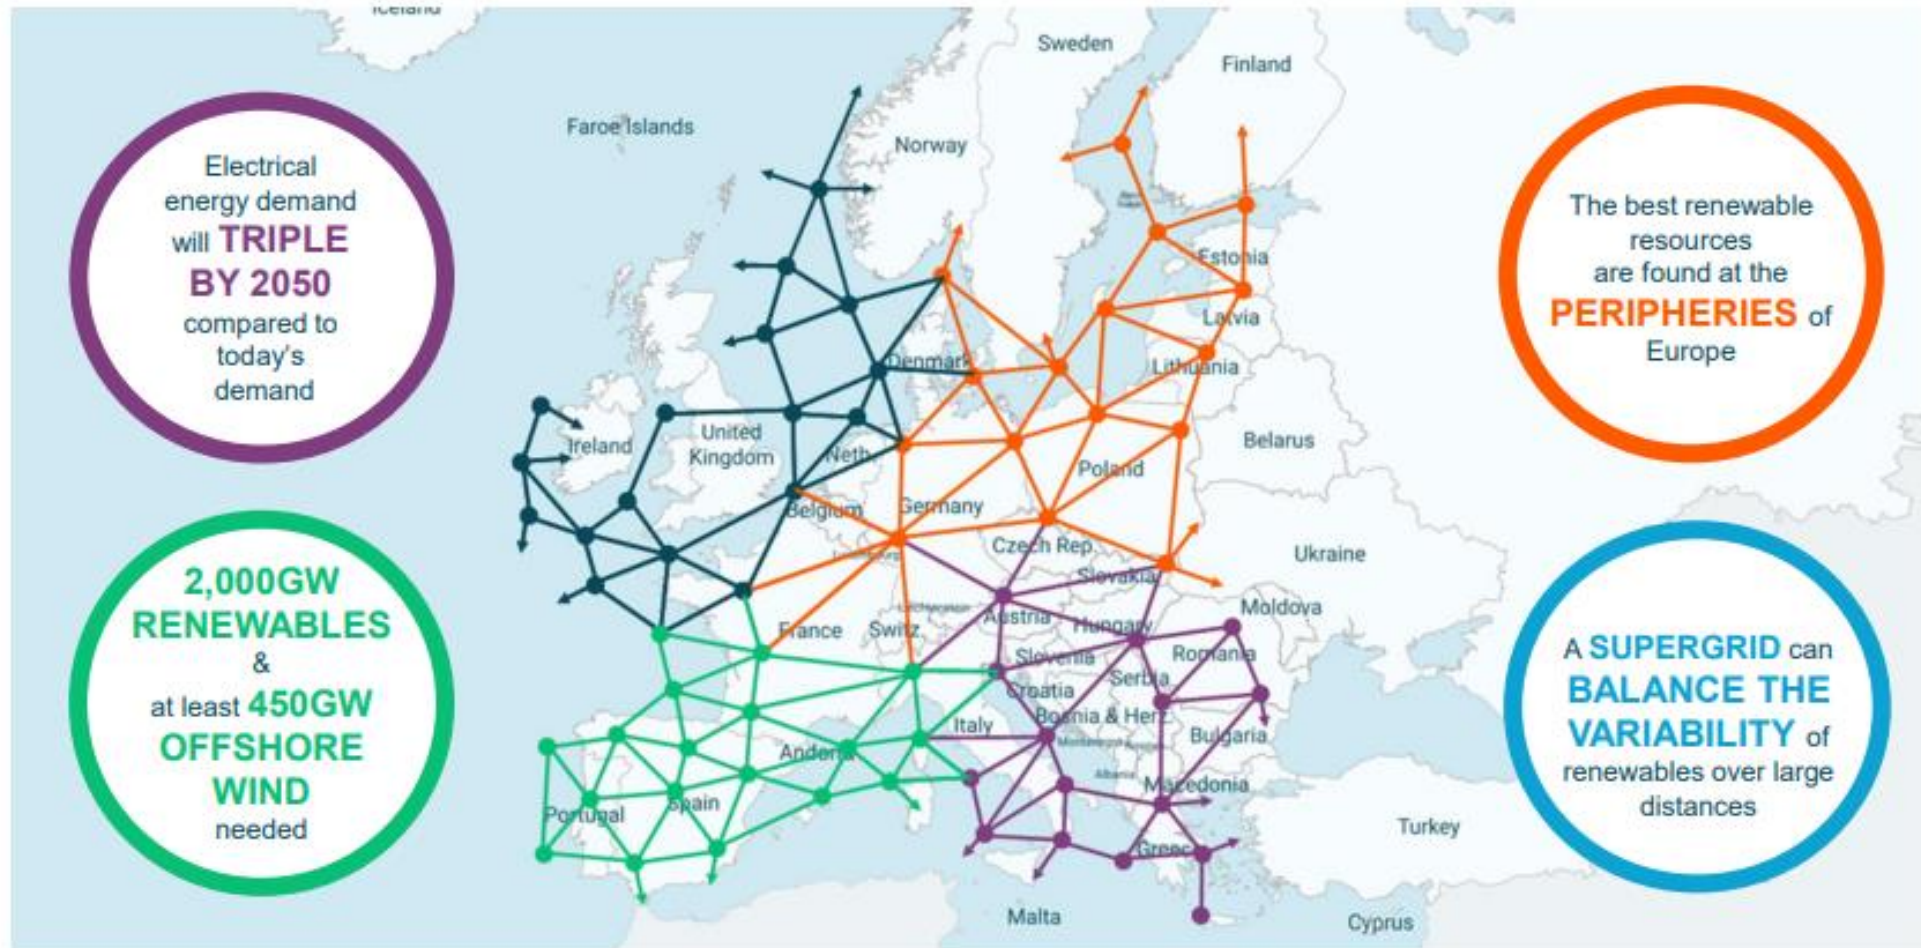 Iceland
Sweden
Finland
Faroe Islands
Norway
Electrical
energy demand
will TRIPLE
BY 2050
compared to
today's
demand
The best renewable
resources
are found at the
PERIPHERIES of
Europe
Estonia
Latvia
Denmark
Lithuania
Ireland
United
Kingdom
Neth.
Belarus
Poland
Belgium
Germany
Czech Rep.
Ukraine
Slovakia
2,000GW
RENEWABLES
&
at least 450GW
OFFSHORE
WIND
needed
Moldova
Austria
France
Switz.
Hungary
Slovenia
Romania
Croatia
Serbia
Italy
Bosnia & Herz.
Bulgaria
Andorra
Albania
Macedonia
Spain
Portugal
Turkey
Greece
Malta
Cyprus
A SUPERGRID can
BALANCE THE
VARIABILITY of
renewables over large
distances